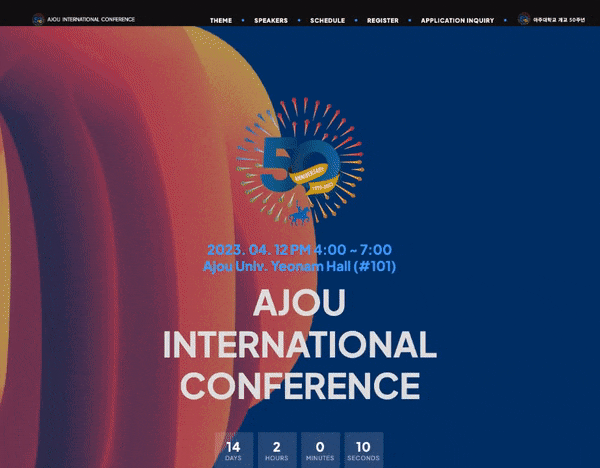 AJOU INTERNATIONAL CONFERENCE
THEME
SPEAKERS
SCHEDULE
REGISTER
APPLICATION INQUIRY
아주대학교 개교 50주년
50
ANNIVERSARY
1973-2023
2023. 04. 12 PM 4:00 ~ 7:00
Ajou Univ. Yeonam Hall (#101)
AJOU
INTERNATIONAL
CONFERENCE
14
DAYS
2
HOURS
0
MINUTES
10
SECONDS